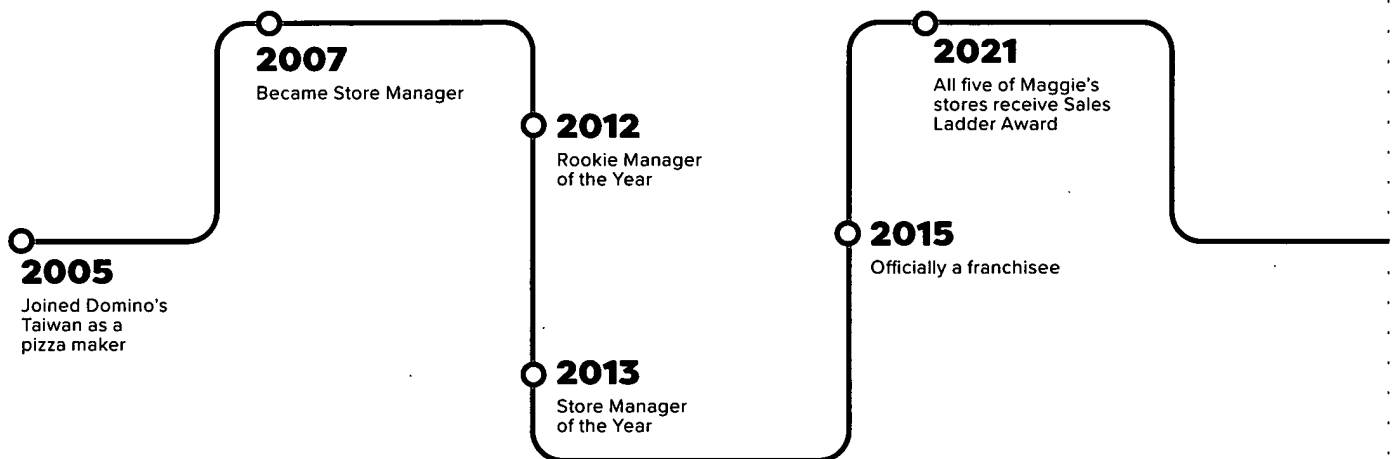 2005
Joined Domino's
Taiwan as a
pizza maker
2007
Became Store Manager
2012
Rookie Manager
of the Year
2013
Store Manager
of the Year
2015
Officially a franchisee
2021
All five of Maggie's
stores receive Sales
Ladder Award